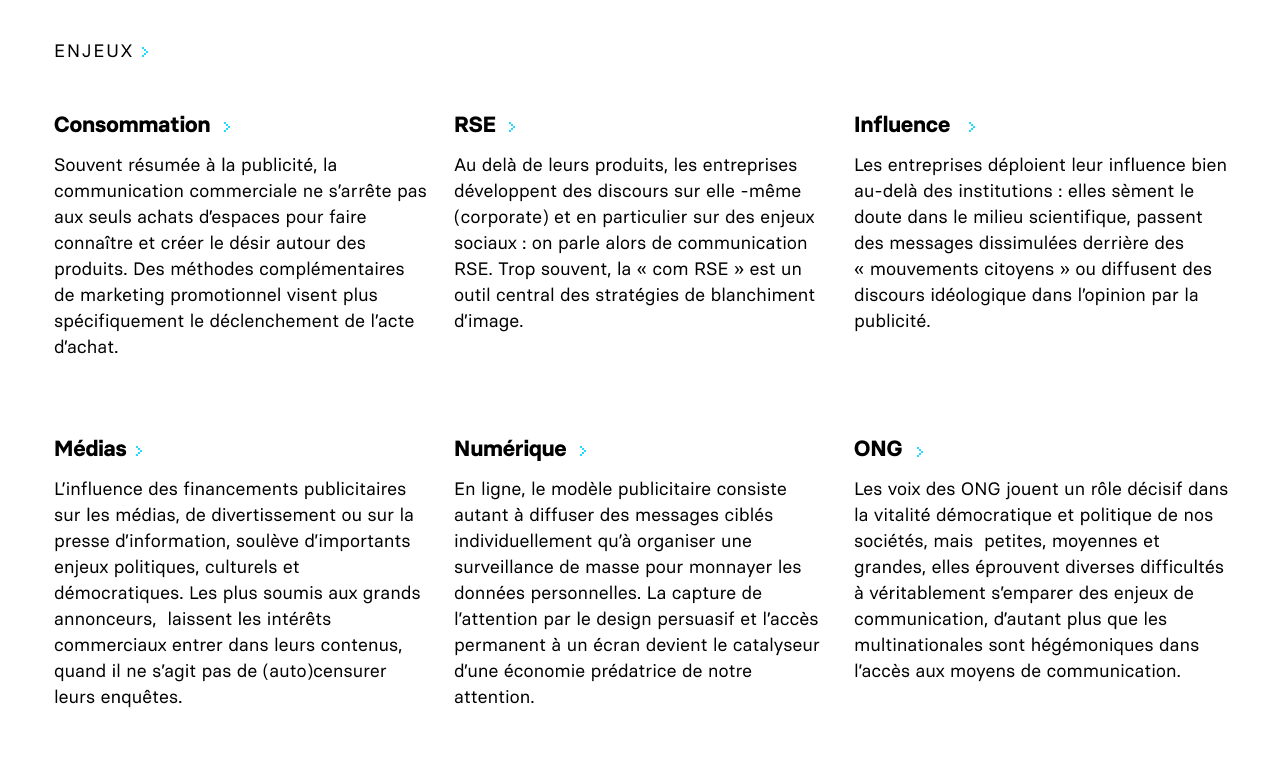 ENJEUX
Consommation
Souvent résumée à la publicité, la
communication commerciale ne s’arrête pas
aux seuls achats d’espaces pour faire
connaître et créer le désir autour des
produits. Des méthodes complémentaires
de marketing promotionnel visent plus
spécifiquement le déclenchement de l’acte
d’achat.
RSE
Au delà de leurs produits, les entreprises
développent des discours sur elle -même
(corporate) et en particulier sur des enjeux
sociaux : on parle alors de communication
RSE. Trop souvent, la « com RSE » est un
outil central des stratégies de blanchiment
d’image.
Influence
Les entreprises déploient leur influence bien
au-delà des institutions : elles sèment le
doute dans le milieu scientifique, passent
des messages dissimulées derrière des
« mouvements citoyens » ou diffusent des
discours idéologique dans l’opinion par la
publicité.
Médias
L’influence des financements publicitaires
sur les médias, de divertissement ou sur la
presse d’information, soulève d’importants
enjeux politiques, culturels et
démocratiques. Les plus soumis aux grands
annonceurs,  laissent les intérêts
commerciaux entrer dans leurs contenus,
quand il ne s’agit pas de (auto)censurer
leurs enquêtes.
Numérique
En ligne, le modèle publicitaire consiste
autant à diffuser des messages ciblés
individuellement qu’à organiser une
surveillance de masse pour monnayer les
données personnelles. La capture de
l’attention par le design persuasif et l’accès
permanent à un écran devient le catalyseur
d’une économie prédatrice de notre
attention.
ONG
Les voix des ONG jouent un rôle décisif dans
la vitalité démocratique et politique de nos
sociétés, mais  petites, moyennes et
grandes, elles éprouvent diverses difficultés
à véritablement s’emparer des enjeux de
communication, d’autant plus que les
multinationales sont hégémoniques dans
l’accès aux moyens de communication.